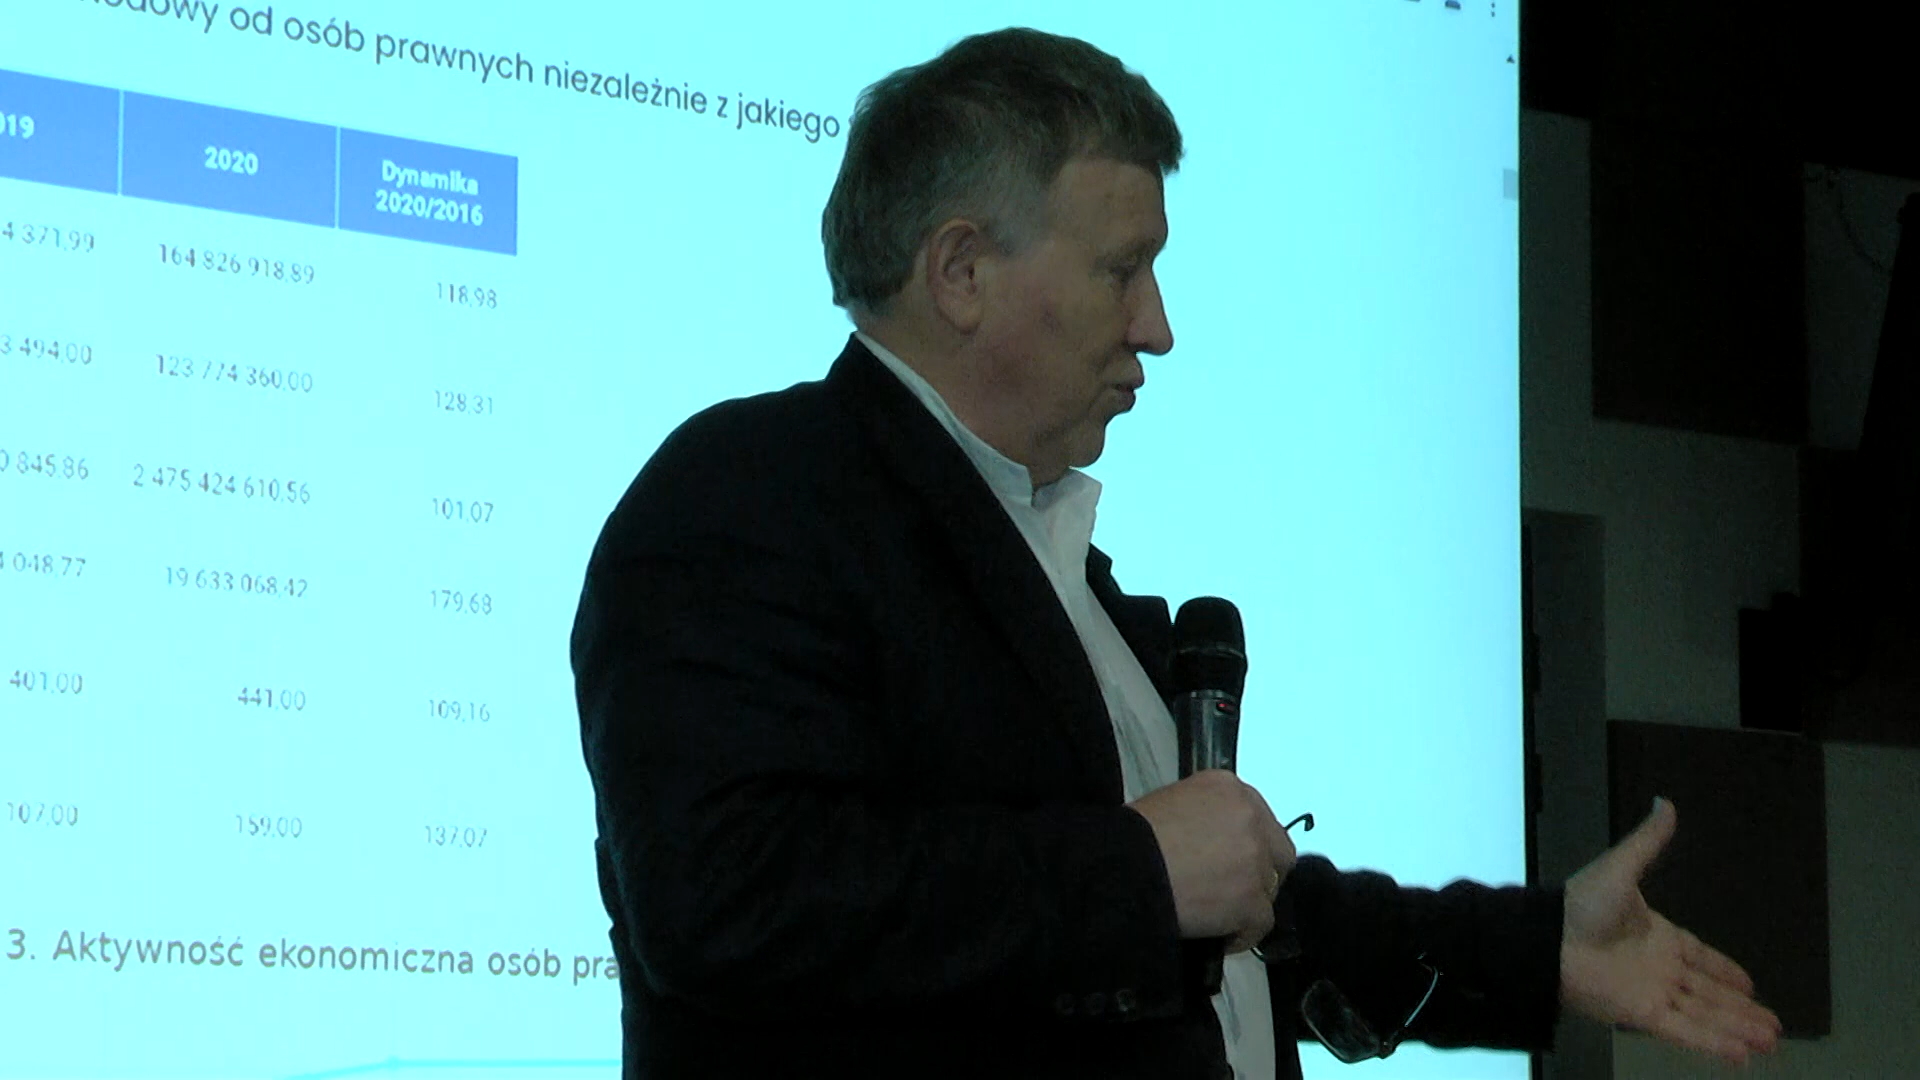 od osób prawnych niezależnie z jakiego
2020 Dynamika
2020/2016
4 371,99 164 826 918,89 118,98
3 494,00 123 774 360,00 128,31
0 845,86 2 475 424 610,56 101,07
048,77 19 633 068,42 179,68
401,00 441,00 109,16
107,00 159,00 137,07
3. Aktywność ekonomiczna osób pra